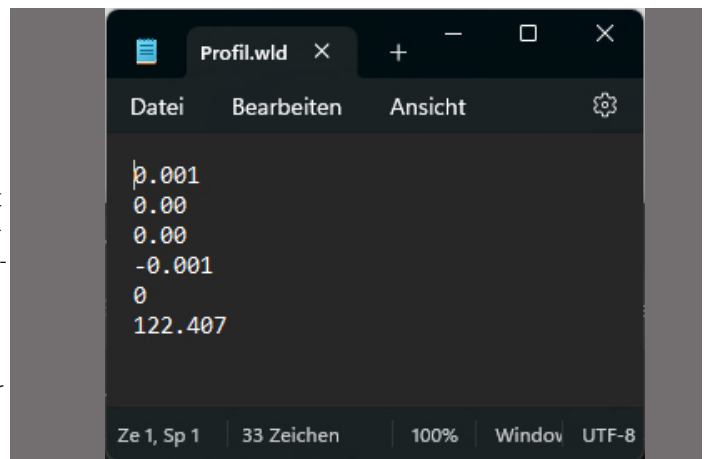 Profil.wld
Datei Bearbeiten Ansicht
0.001
0.00
0.00
-0.001
0
122.407
Ze 1, Sp 1 33 Zeichen 100% Window UTF-8